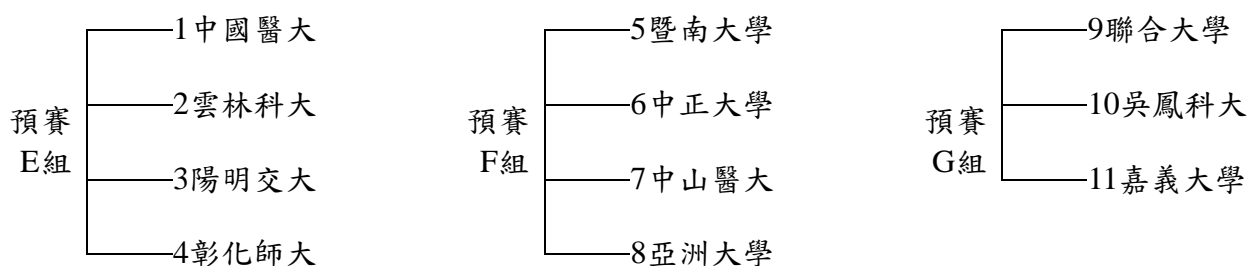 預賽
E組
1中國醫大
2雲林科大
3陽明交大
4彰化師大
預賽
F組
5暨南大學
6中正大學
7中山醫大
8亞洲大學
預賽
G組
9聯合大學
10吳鳳科大
11嘉義大學